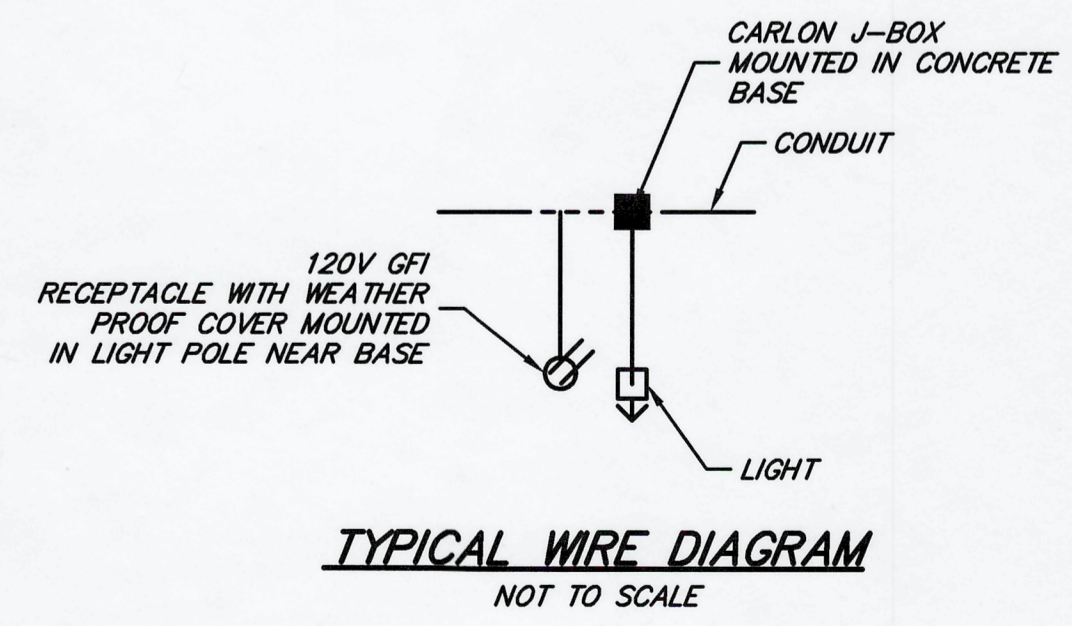 CARLON J-BOX
MOUNTED IN CONCRETE
BASE
CONDUIT
120V GFI
RECEPTACLE WITH WEATHER
PROOF COVER MOUNTED
IN LIGHT POLE NEAR BASE
LIGHT
TYPICAL WIRE DIAGRAM
NOT TO SCALE